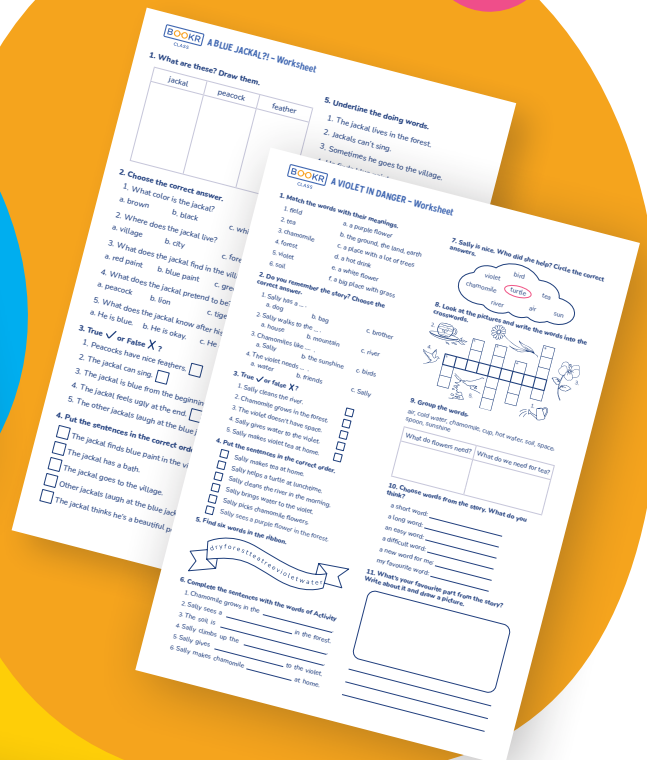 BOOKR
CLASS
A BLUE JACKAL?! – Worksheet
1. What are these? Draw them.
jackal
peacock
feather
2. Choose the correct answer.
1. What color is the jackal?
a. brown
b. black
c.
2. Where does the jackal live?
a. village
b. city
c.
3. What does the jackal find in the
a. red paint
b. blue paint
c.
4. What does the jackal pretend to be?
a. peacock
b. lion
c.
5. What does the jackal know after his
a. He is blue.
b. He is okay.
c. He
3. True ✓ or False X ?
1. Peacocks have nice feathers.
2. The jackal can sing.
3. The jackal is blue from the
4. The jackal feels ugly at the end.
5. The other jackals laugh at the blue
4. Put the sentences in the correct
The jackal finds blue paint in the
The jackal has a bath.
The jackal goes to the village.
Other jackals laugh at the blue
The jackal thinks he's a beautiful
5. Underline the doing words.
1. The jackal lives in the forest.
2. Jackals can't sing.
3. Sometimes he goes to the village.
BOOKR
CLASS
A VIOLET IN DANGER – Worksheet
1. Match the words with their meanings.
1. field
2. tea
3. chamomile
4. forest
5. violet
6. soil
a. a purple flower
b. the ground, the land, earth
c. a place with a lot of trees
d. a hot drink
e. a white flower
f. a big place with grass
2. Do you remember the story? Choose the
correct answer.
1. Sally has a ... .
a. dog
b. bag
c. brother
2. Sally walks to the ... .
a. house
b. mountain
c. river
3. Chamomiles like ... .
a. Sally
b. the sunshine
c. birds
4. The violet needs ... .
a. water
b. friends
c. Sally
3. True ✓ or false X ?
1. Sally cleans the river.
2. Chamomile grows in the forest.
3. The violet doesn't have space.
4. Sally gives water to the violet.
5. Sally makes violet tea at home.
4. Put the sentences in the correct order.
Sally makes tea at home.
Sally helps a turtle at lunchtime.
Sally cleans the river in the morning.
Sally brings water to the violet.
Sally picks chamomile flowers.
Sally sees a purple flower in the forest.
5. Find six words in the ribbon.
dryforestteatreevioletwater
6. Complete the sentences with the words of Activity
1. Chamomile grows in the
2. Sally sees a
in the forest.
3. The soil is
4. Sally climbs up the
5. Sally gives
to the violet.
6. Sally makes chamomile
at home.
7. Sally is nice. Who did she help? Circle the correct
answers.
violet
bird
chamomile
turtle
tea
river
air
sun
8. Look at the pictures and write the words into the
crosswords.
9. Group the words.
air, cold water, chamomile, cup, hot water, soil, space,
spoon, sunshine
What do flowers need?
What do we need for tea?
10. Choose words from the story. What do you
think?
a short word:
a long word:
an easy word:
a difficult word:
a new word for me:
my favourite word:
11. What's your favourite part from the story?
Write about it and draw a picture.